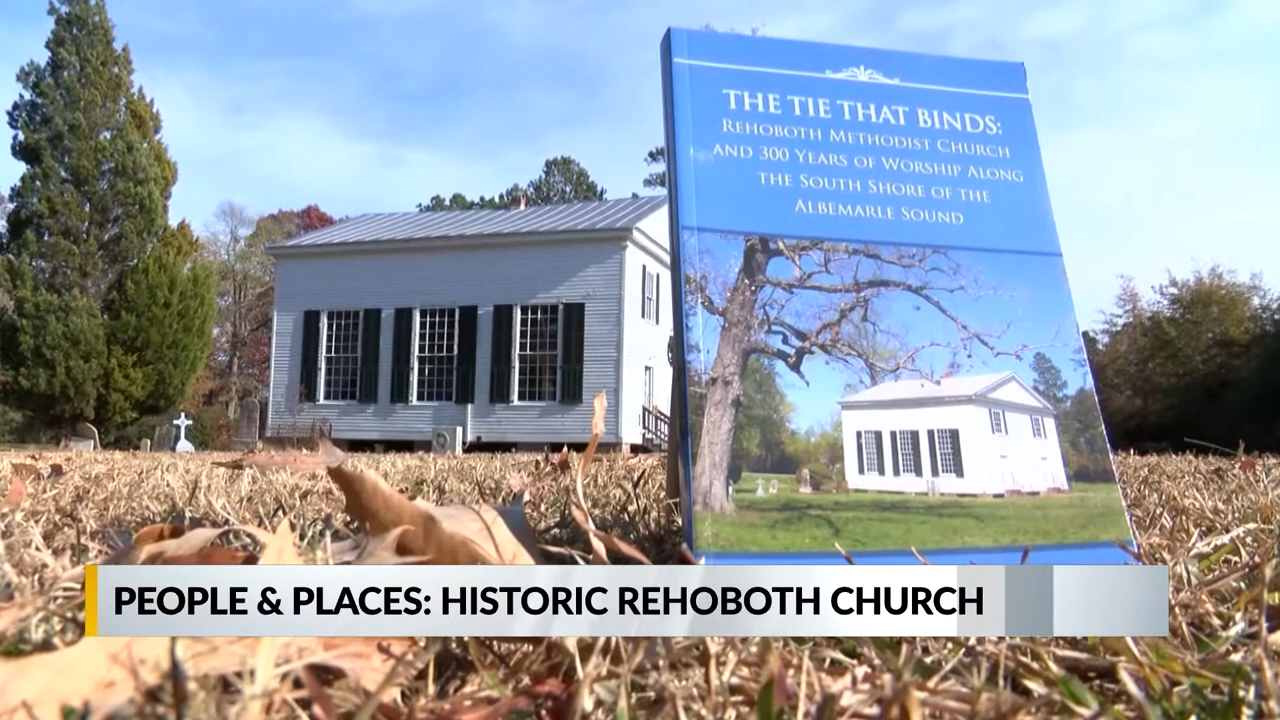 THE TIE THAT BINDS:
REHOBOTH METHODIST CHURCH
AND 300 YEARS OF WORSHIP ALONG
THE SOUTH SHORE OF THE
ALBEMARLE SOUND
PEOPLE & PLACES: HISTORIC REHOBOTH CHURCH